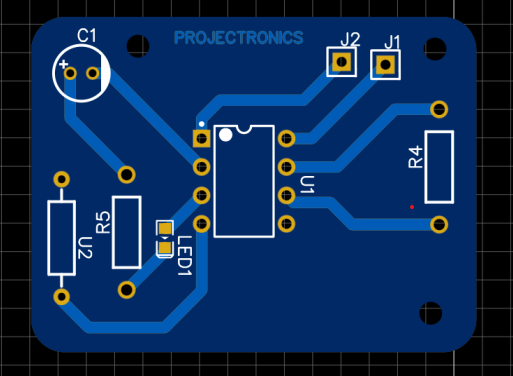 C1
PROJECTRONICS
J2
J1
+
R4
U1
R5
U2
LED1